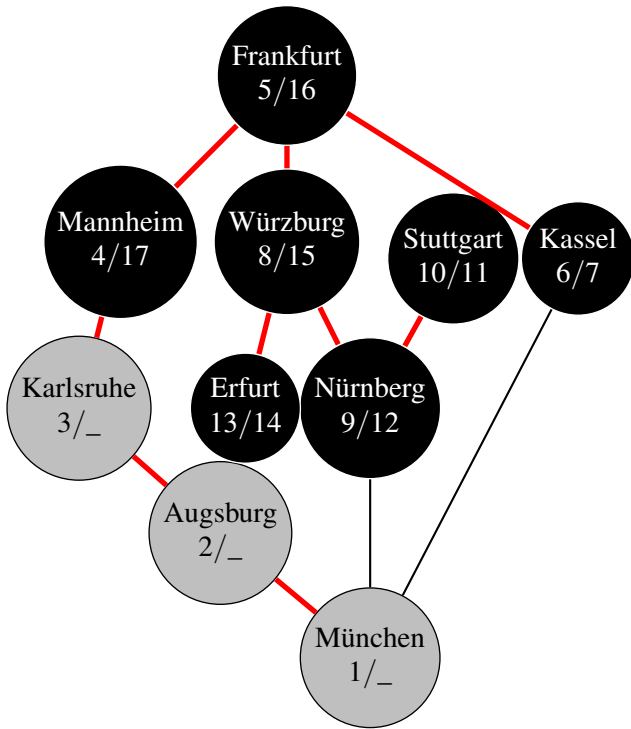 Frankfurt
5/16
Mannheim
4/17
Würzburg
8/15
Stuttgart
10/11
Kassel
6/7
Karlsruhe
3/_
Erfurt
13/14
Nürnberg
9/12
Augsburg
2/_
München
1/_